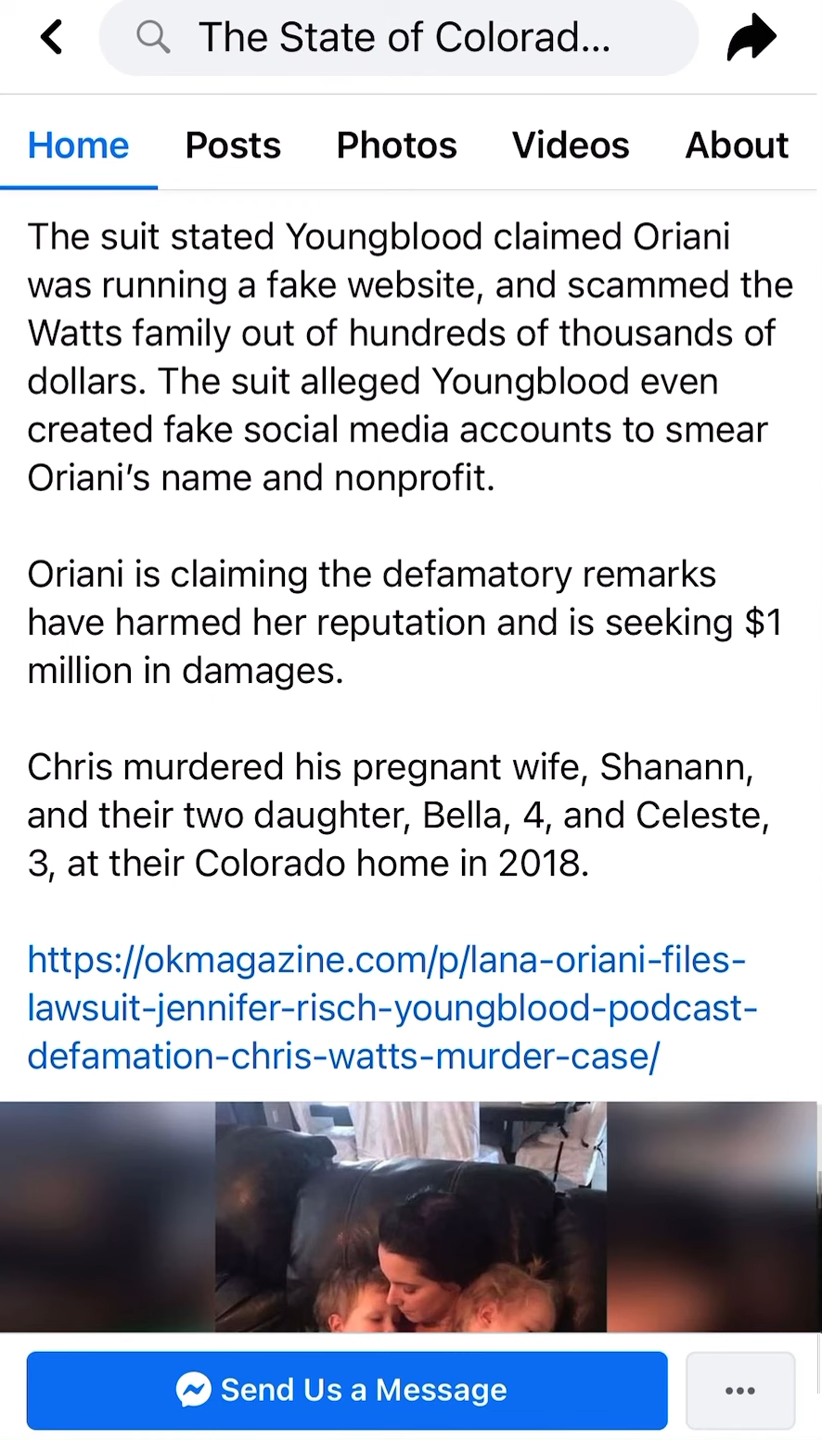 The State of Colorad...
Home Posts Photos Videos About
The suit stated Youngblood claimed Oriani
was running a fake website, and scammed the
Watts family out of hundreds of thousands of
dollars. The suit alleged Youngblood even
created fake social media accounts to smear
Oriani’s name and nonprofit.
Oriani is claiming the defamatory remarks
have harmed her reputation and is seeking $1
million in damages.
Chris murdered his pregnant wife, Shanann,
and their two daughter, Bella, 4, and Celeste,
3, at their Colorado home in 2018.
https://okmagazine.com/p/lana-oriani-files-
lawsuit-jennifer-risch-youngblood-podcast-
defamation-chris-watts-murder-case/
Send Us a Message